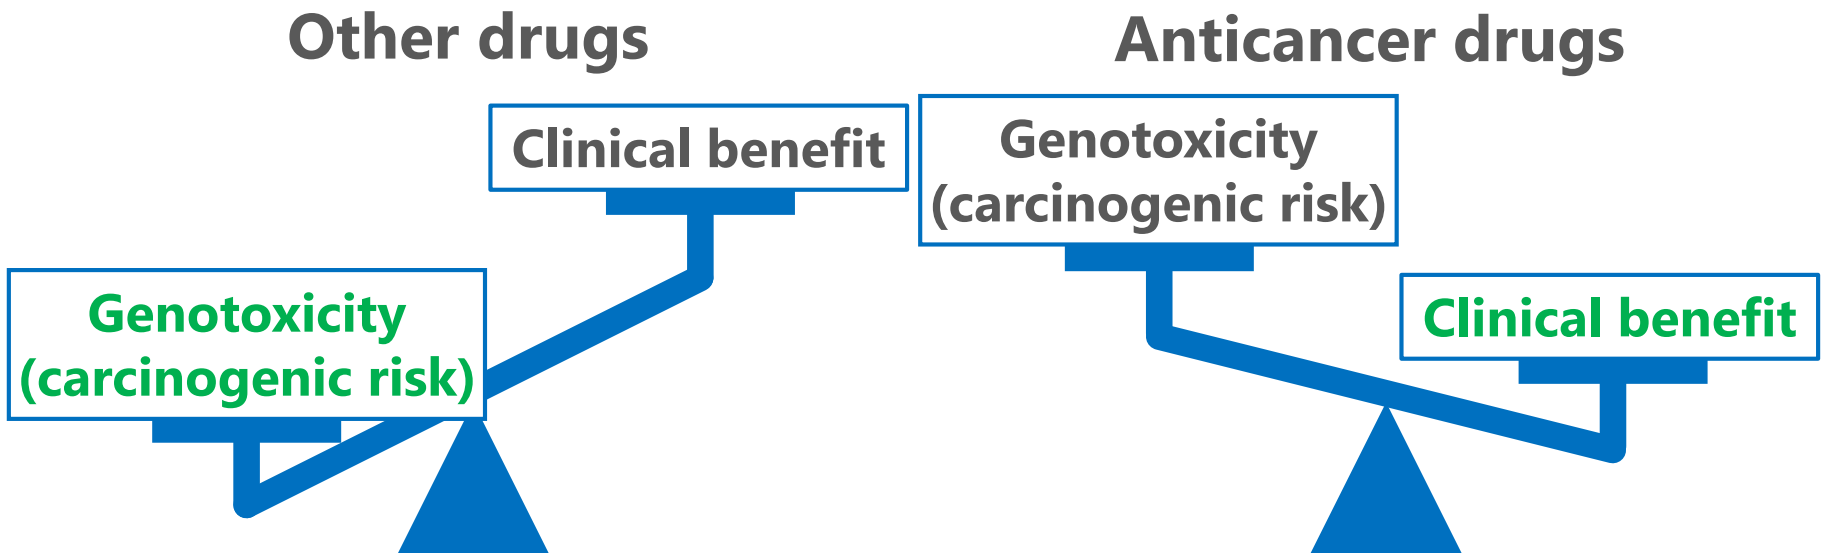 Other drugs
Clinical benefit
Genotoxicity
(carcinogenic risk)
Anticancer drugs
Genotoxicity
(carcinogenic risk)
Clinical benefit